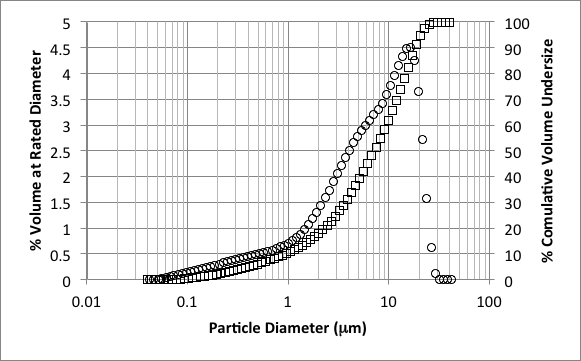 5 100
4.5 90
4 80
3.5 70
3 60
2.5 50
2 40
1.5 30
1 20
0.5 10
0 0
0.01 0.1 1 10 100
% Volume at Rated Diameter
% Comulative Volume Undersize
Particle Diameter (μm)